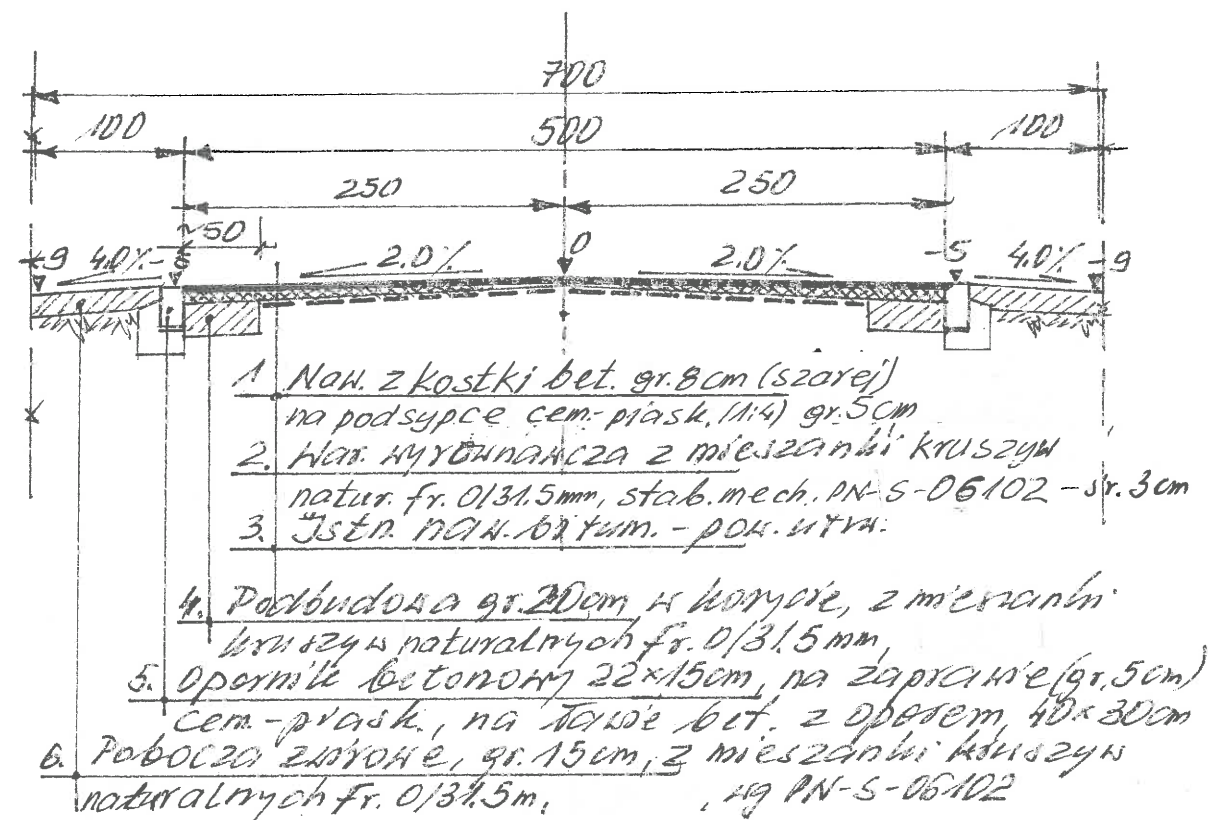 700
100 500 100
250 250
~50
-9 4.0% -5 2.0% 0 2.0% -5 4.0% -9
1 Naw. z kostki bet. gr. 8cm (szarej)
na podsypce cem-piask. (1:4) gr. 5cm
2. War. wyrównawcza z mieszanki kruszyw
natur. fr. 0/31.5mm, stab. mech. PN-S-06102 - śr. 3cm
3. Istn. naw. bitum. - pow. utrw.
4. Podbudowa gr. 20cm w korycie, z mieszanki
kruszyw naturalnych fr. 0/31.5mm,
5. Opornik betonowy 22x15cm, na zaprawie (gr. 5cm)
cem-piask., na ławie bet. z oporem, 40x30cm
6. Pobocza żwirowe, gr. 15cm, z mieszanki kruszyw
naturalnych Fr. 0/31.5m, , wg PN-S-06102